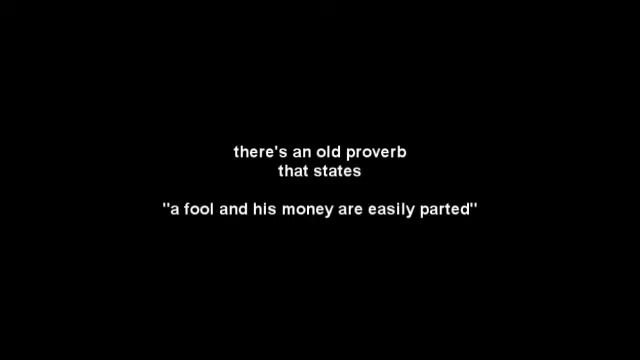 there's an old proverb
that states
"a fool and his money are easily parted"